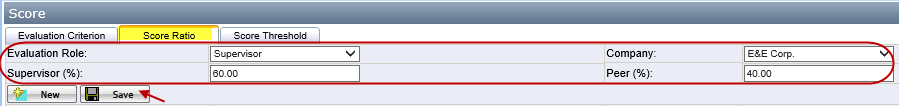 Score
Evaluation Criterion Score Ratio Score Threshold
Evaluation Role: Supervisor Company: E&E Corp.
Supervisor (%): 60.00 Peer (%): 40.00
New Save